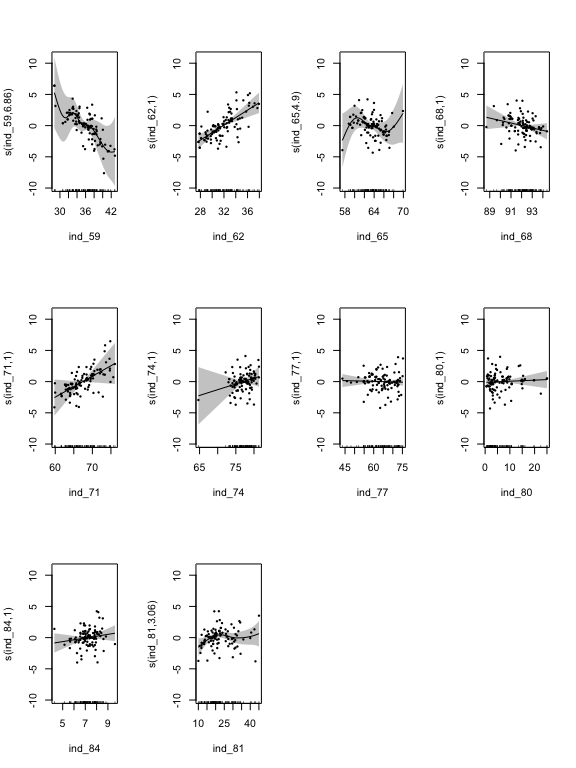 s(ind_59,6.86)
10
5
0
-5
-10
30 36 42
ind_59
s(ind_62,1)
10
5
0
-5
-10
28 32 36
ind_62
s(ind_65,4.9)
10
5
0
-5
-10
58 64 70
ind_65
s(ind_68,1)
10
5
0
-5
-10
89 91 93
ind_68
s(ind_71,1)
10
5
0
-5
-10
60 70
ind_71
s(ind_74,1)
10
5
0
-5
-10
65 75
ind_74
s(ind_77,1)
10
5
0
-5
-10
45 60 75
ind_77
s(ind_80,1)
10
5
0
-5
-10
0 10 20
ind_80
s(ind_84,1)
10
5
0
-5
-10
5 7 9
ind_84
s(ind_81,3.06)
10
5
0
-5
-10
10 25 40
ind_81